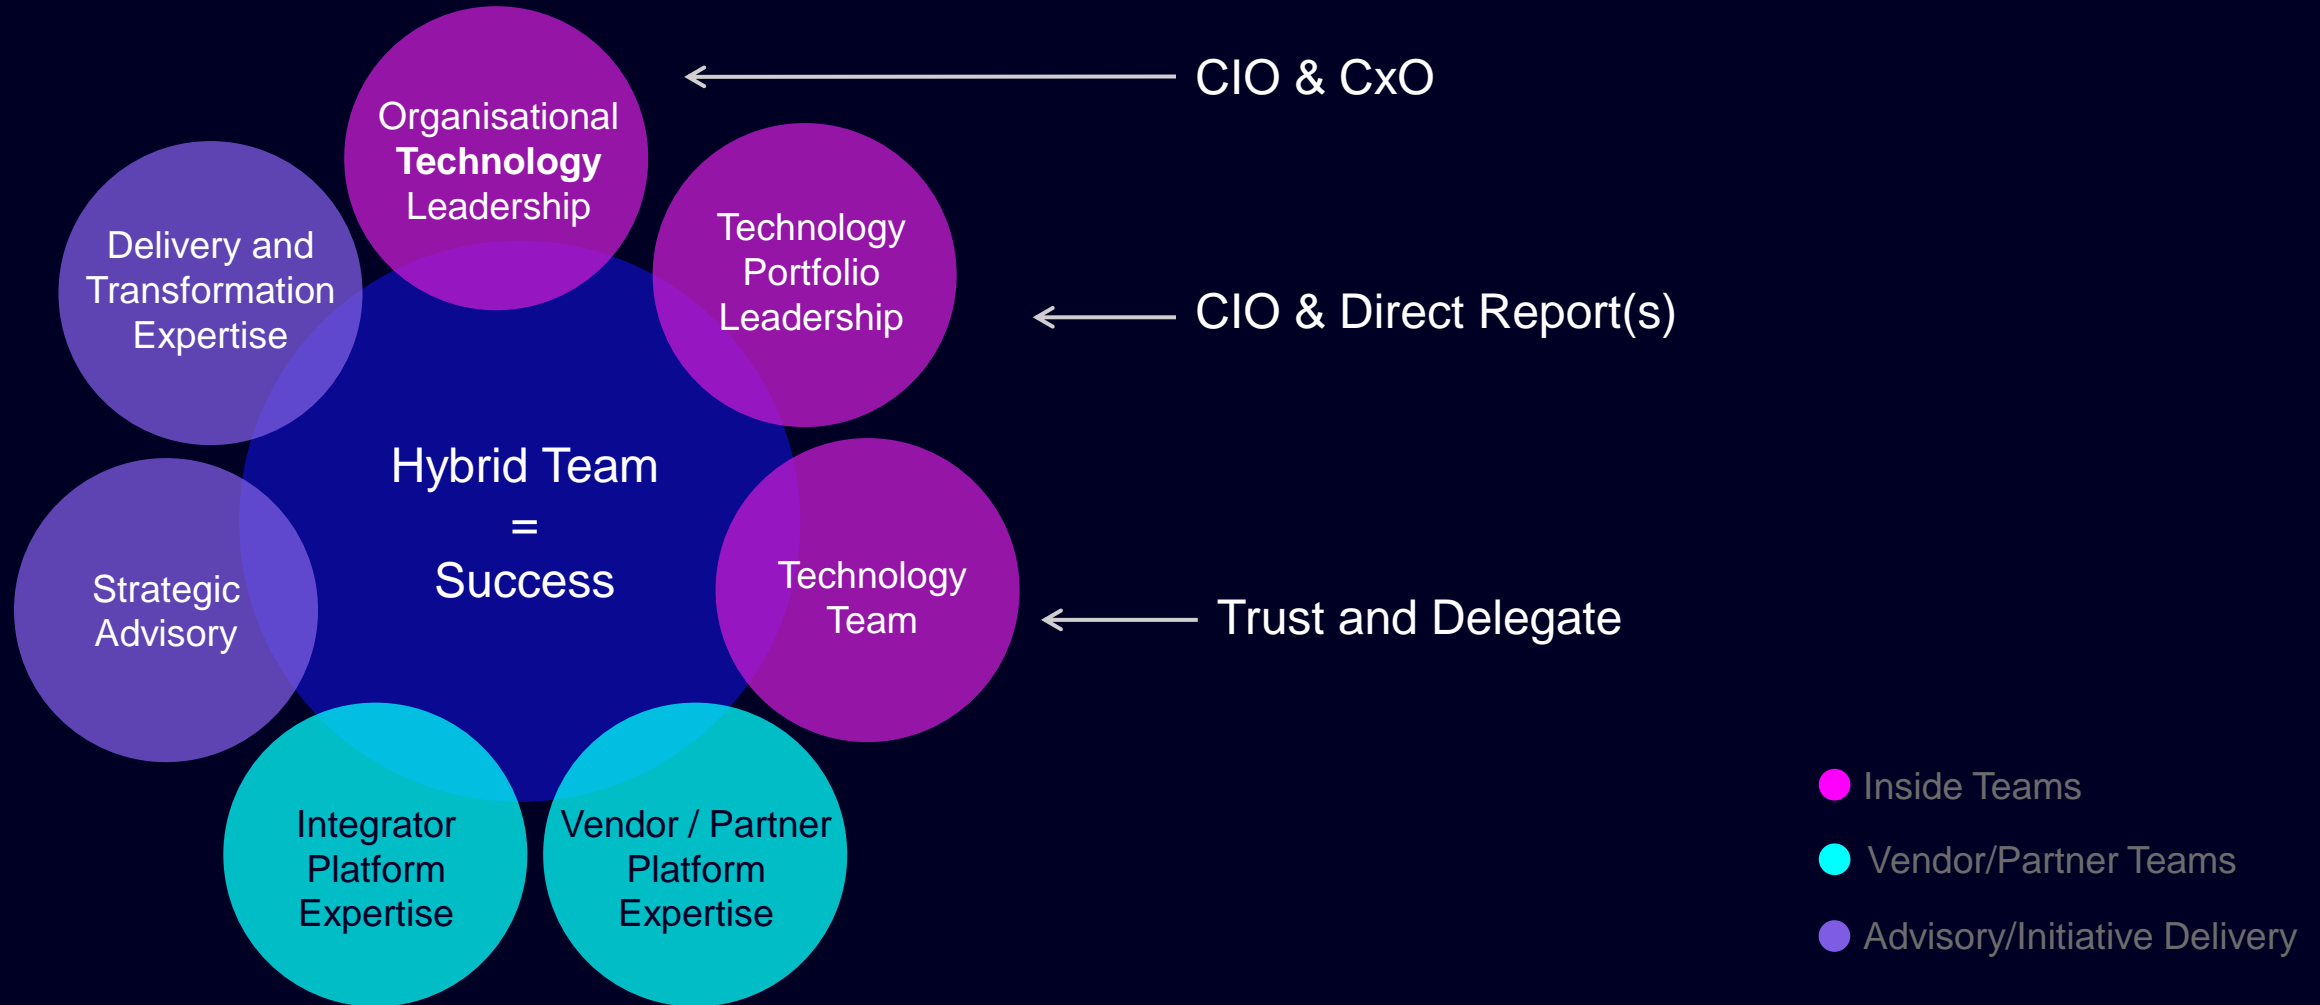 Organisational
Technology
Leadership
CIO & CxO
Technology
Portfolio
Leadership
CIO & Direct Report(s)
Delivery and
Transformation
Expertise
Hybrid Team
=
Success
Technology
Team
Trust and Delegate
Strategic
Advisory
Integrator
Platform
Expertise
Vendor / Partner
Platform
Expertise
Inside Teams
Vendor/Partner Teams
Advisory/Initiative Delivery